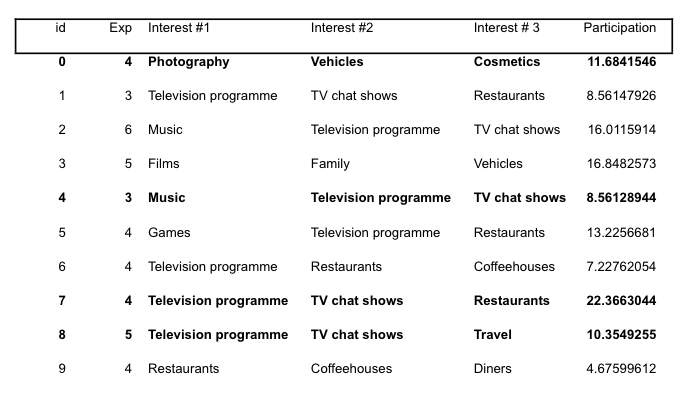 id Exp Interest #1 Interest #2 Interest # 3 Participation
0 4 Photography Vehicles Cosmetics 11.6841546
1 3 Television programme TV chat shows Restaurants 8.56147926
2 6 Music Television programme TV chat shows 16.0115914
3 5 Films Family Vehicles 16.8482573
4 3 Music Television programme TV chat shows 8.56128944
5 4 Games Television programme Restaurants 13.2256681
6 4 Television programme Restaurants Coffeehouses 7.22762054
7 4 Television programme TV chat shows Restaurants 22.3663044
8 5 Television programme TV chat shows Travel 10.3549255
9 4 Restaurants Coffeehouses Diners 4.67599612